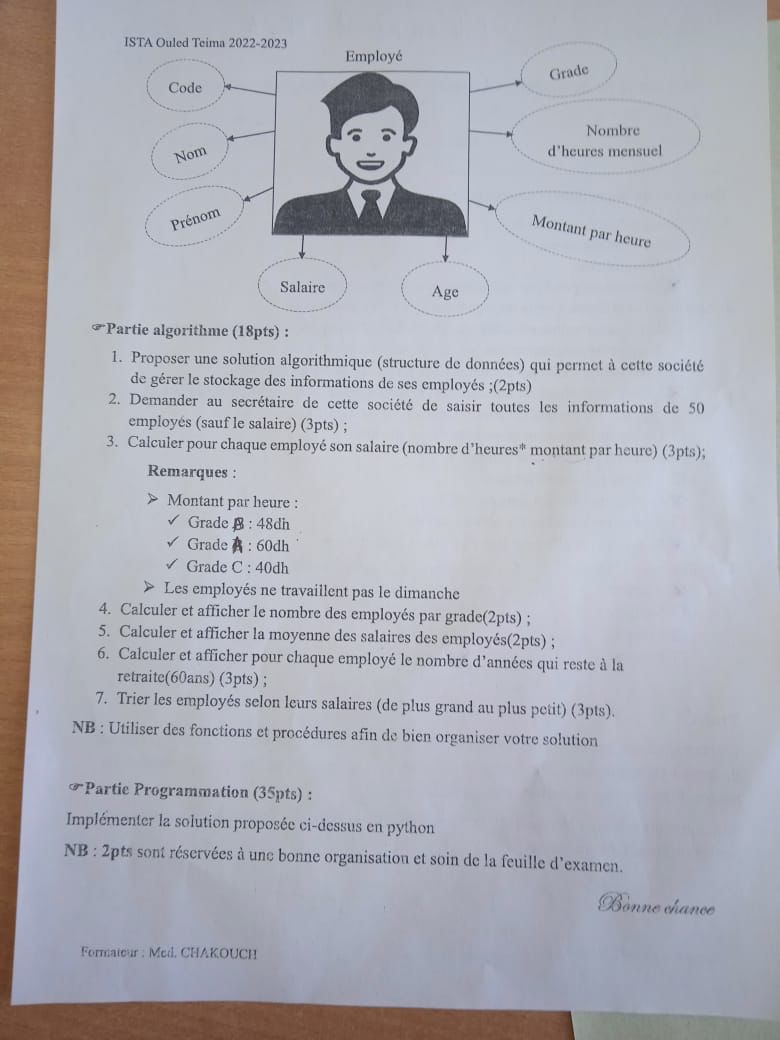 ISTA Ouled Teima 2022-2023
Employé
Code
Grade
Nom
Nombre
d'heures mensuel
Prénom
Montant par heure
Salaire
Age
☞Partie algorithme (18pts) :
1. Proposer une solution algorithmique (structure de données) qui permet à cette société
de gérer le stockage des informations de ses employés ;(2pts)
2. Demander au secrétaire de cette société de saisir toutes les informations de 50
employés (sauf le salaire) (3pts) ;
3. Calculer pour chaque employé son salaire (nombre d'heures* montant par heure) (3pts);
Remarques :
➢ Montant par heure :
✓ Grade B : 48dh
✓ Grade A : 60dh
✓ Grade C : 40dh
➢ Les employés ne travaillent pas le dimanche
4. Calculer et afficher le nombre des employés par grade(2pts) ;
5. Calculer et afficher la moyenne des salaires des employés(2pts) ;
6. Calculer et afficher pour chaque employé le nombre d'années qui reste à la
retraite(60ans) (3pts) ;
7. Trier les employés selon leurs salaires (de plus grand au plus petit) (3pts).
NB : Utiliser des fonctions et procédures afin de bien organiser votre solution
☞Partie Programmation (35pts) :
Implémenter la solution proposée ci-dessus en python
NB : 2pts sont réservées à une bonne organisation et soin de la feuille d'examen.
Bonne chance
Formateur : Med. CHAKOUCH